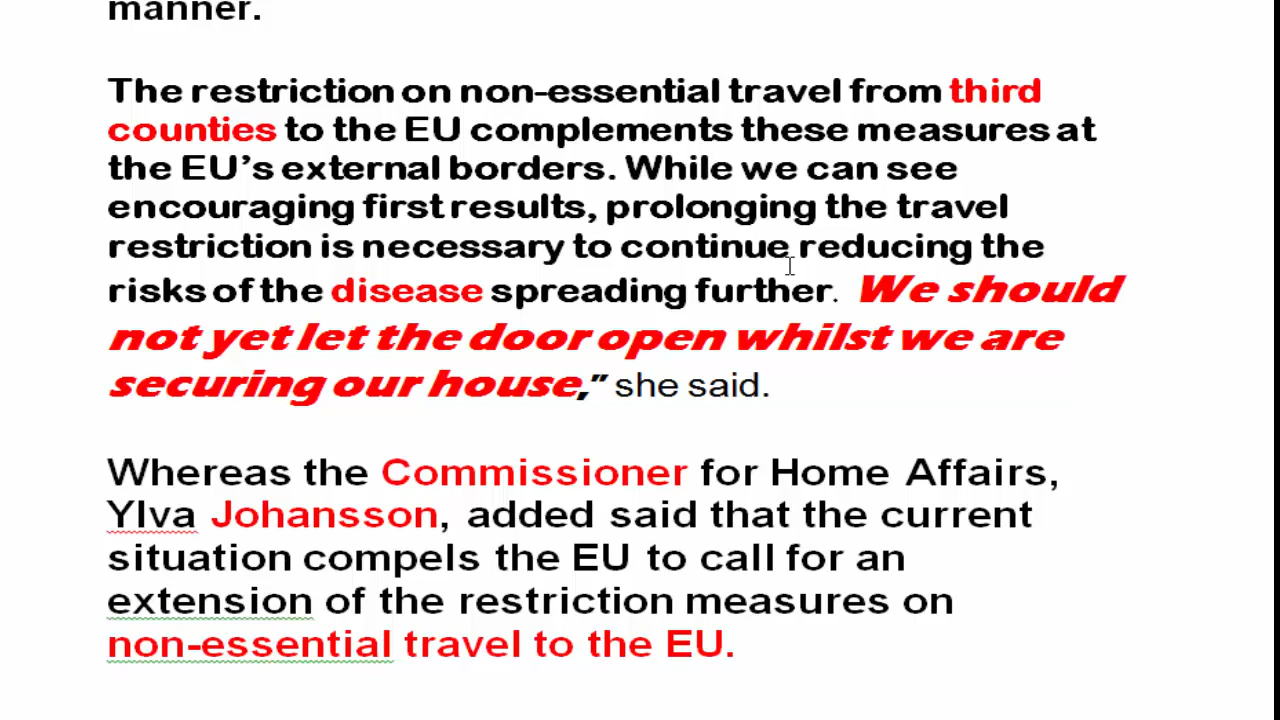 manner.
The restriction on non-essential travel from third
counties to the EU complements these measures at
the EU’s external borders. While we can see
encouraging first results, prolonging the travel
restriction is necessary to continue reducing the
risks of the disease spreading further. We should
not yet let the door open whilst we are
securing our house,” she said.
Whereas the Commissioner for Home Affairs,
Ylva Johansson, added said that the current
situation compels the EU to call for an
extension of the restriction measures on
non-essential travel to the EU.